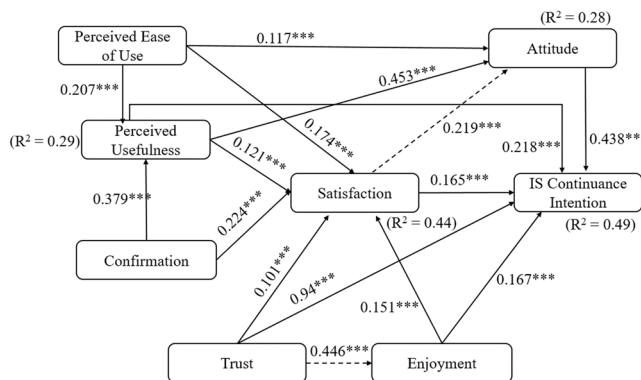 (R² = 0.28)
Perceived Ease
of Use
0.117***
Attitude
0.453***
0.207***
(R² = 0.29)
Perceived
Usefulness
0.174***
0.219***
0.218***
0.438**
0.121***
Satisfaction
0.165***
IS Continuance
Intention
0.379***
0.224***
(R² = 0.44)
(R² = 0.49)
Confirmation
0.101***
0.94***
0.151***
0.167***
Trust
0.446***
Enjoyment